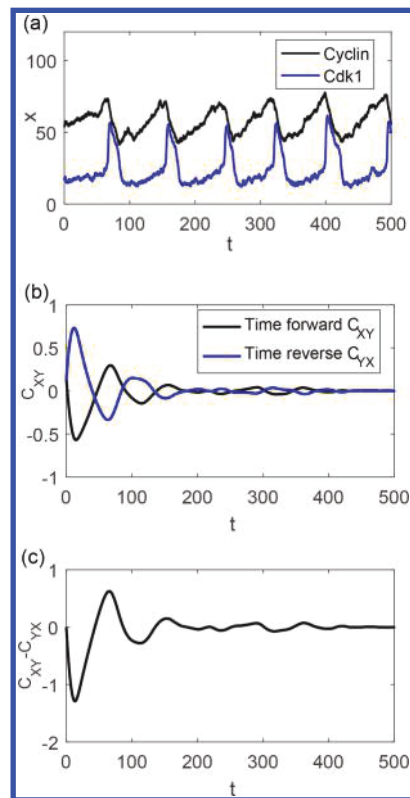 (a)
100
50
0
x
Cyclin
Cdk1
0 100 200 300 400 500
t
(b)
1
0.5
0
-0.5
-1
C_XY
Time forward C_XY
Time reverse C_YX
0 100 200 300 400 500
t
(c)
1
0
-1
-2
C_XY-C_YX
0 100 200 300 400 500
t